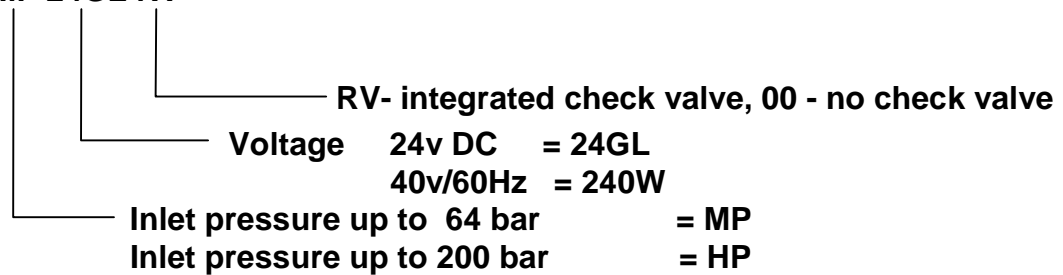 RV- integrated check valve, 00 - no check valve
Voltage 24v DC = 24GL
40v/60Hz = 240W
Inlet pressure up to 64 bar = MP
Inlet pressure up to 200 bar = HP